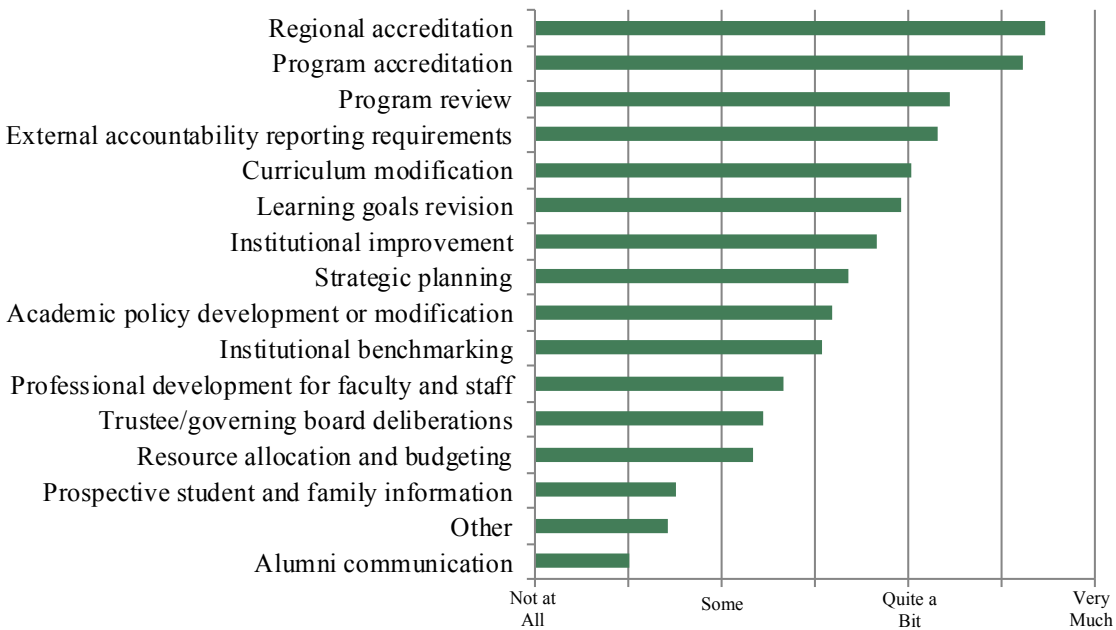 Regional accreditation
Program accreditation
Program review
External accountability reporting requirements
Curriculum modification
Learning goals revision
Institutional improvement
Strategic planning
Academic policy development or modification
Institutional benchmarking
Professional development for faculty and staff
Trustee/governing board deliberations
Resource allocation and budgeting
Prospective student and family information
Other
Alumni communication
Not at
All
Some
Quite a
Bit
Very
Much